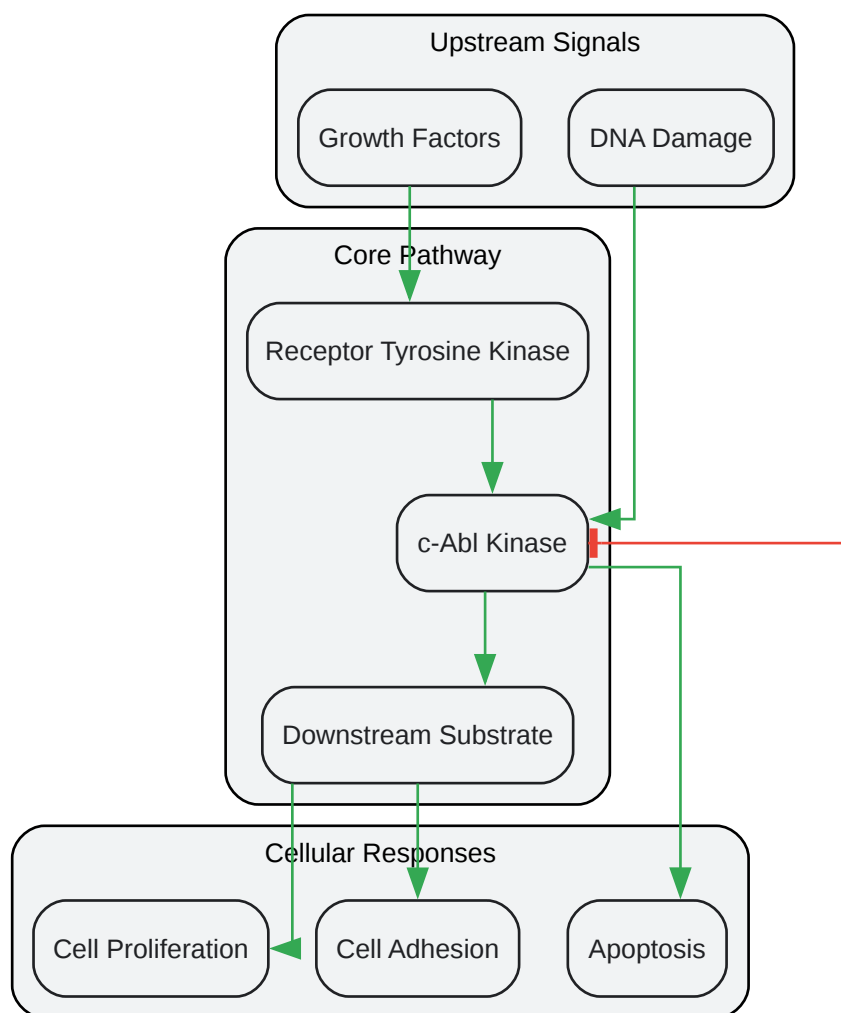 Upstream Signals
Growth Factors
DNA Damage
Core Pathway
Receptor Tyrosine Kinase
c-Abl Kinase
Downstream Substrate
Cellular Responses
Cell Proliferation
Cell Adhesion
Apoptosis